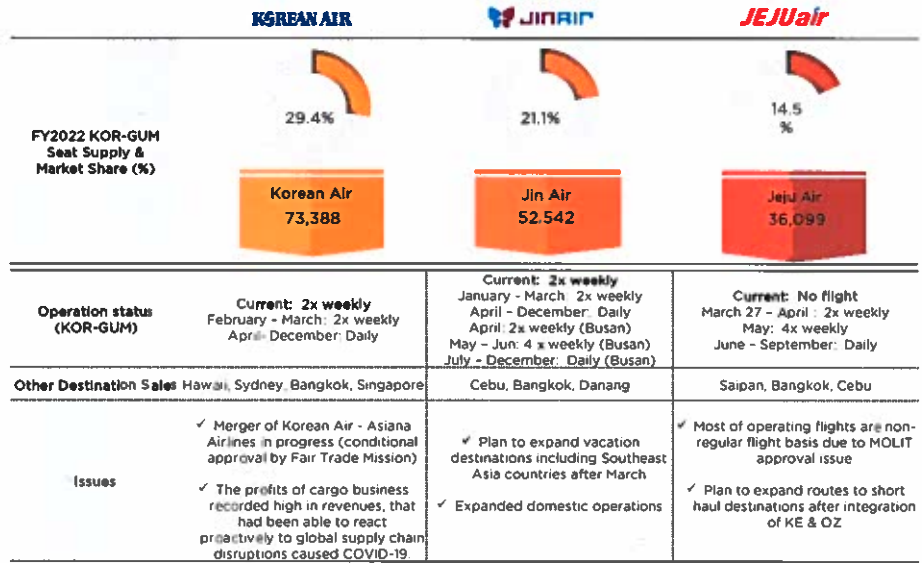 KOREAN AIR
JINAIR
JEJUair
FY2022 KOR-GUM
Seat Supply &
Market Share (%)
29.4%
21.1%
14.5
%
Korean Air
73,388
Jin Air
52.542
Jeju Air
36,099
Operation status
(KOR-GUM)
Current: 2x weekly
February - March: 2x weekly
April - December: Daily
Current: 2x weekly
January - March: 2x weekly
April - December: Daily
April: 2x weekly (Busan)
May - Jun: 4 x weekly (Busan)
July - December: Daily (Busan)
Current: No flight
March 27 - April : 2x weekly
May: 4x weekly
June - September: Daily
Other Destination Sales
Hawaii, Sydney, Bangkok, Singapore
Cebu, Bangkok, Danang
Saipan, Bangkok, Cebu
Issues
✓ Merger of Korean Air - Asiana
Airlines in progress (conditional
approval by Fair Trade Mission)
✓ The profits of cargo business
recorded high in revenues, that
had been able to react
proactively to global supply chain
disruptions caused COVID-19.
✓ Plan to expand vacation
destinations including Southeast
Asia countries after March
✓ Expanded domestic operations
✓ Most of operating flights are non-
regular flight basis due to MOLIT
approval issue
✓ Plan to expand routes to short
haul destinations after integration
of KE & OZ